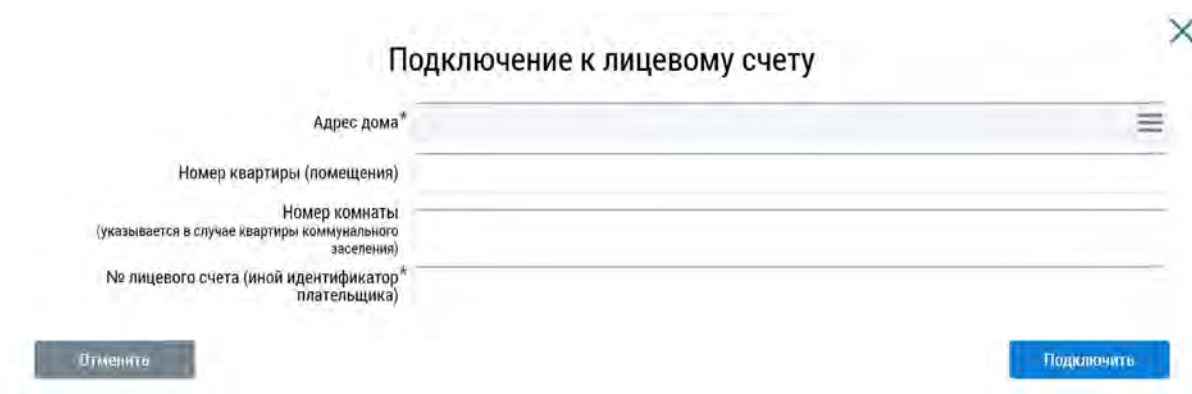 Подключение к лицевому счету
Адрес дома*
Номер квартиры (помещения)
Номер комнаты
(указывается в случае квартиры коммунального
заселения)
№ лицевого счета (иной идентификатор*
плательщика)
Отменить
Подключить